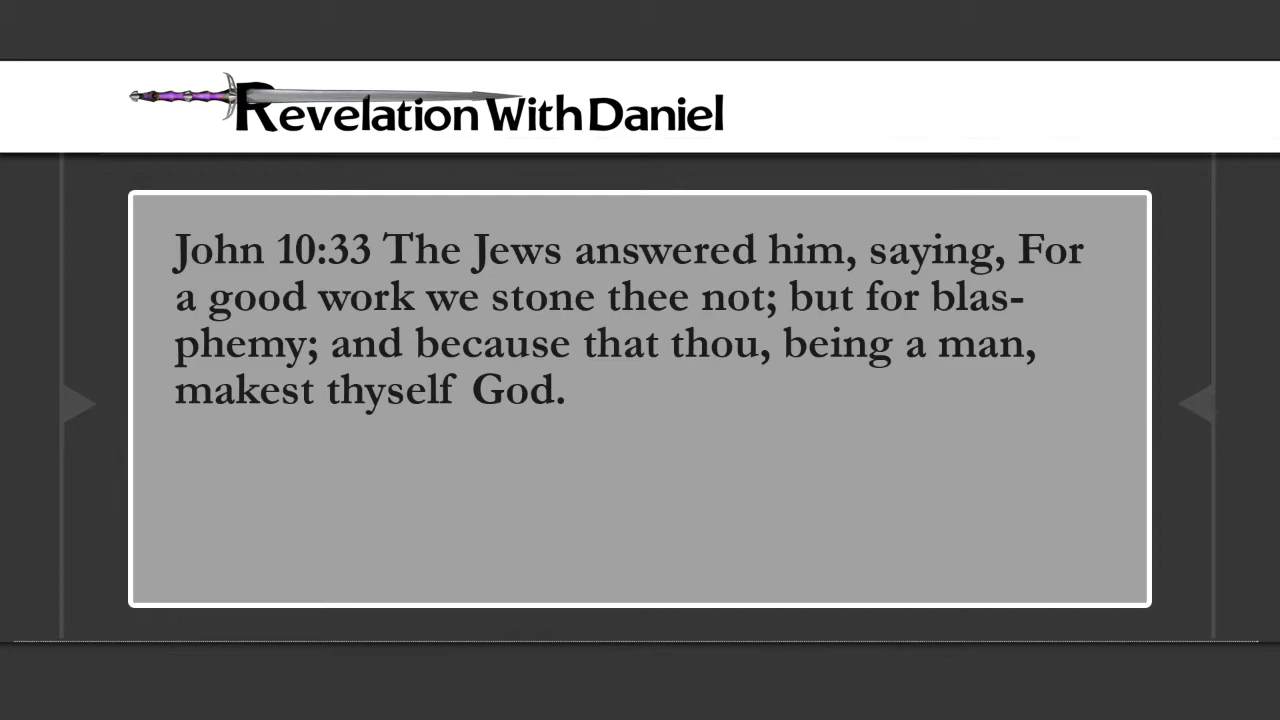 Revelation With Daniel
John 10:33 The Jews answered him, saying, For
a good work we stone thee not; but for blas-
phemy; and because that thou, being a man,
makest thyself God.